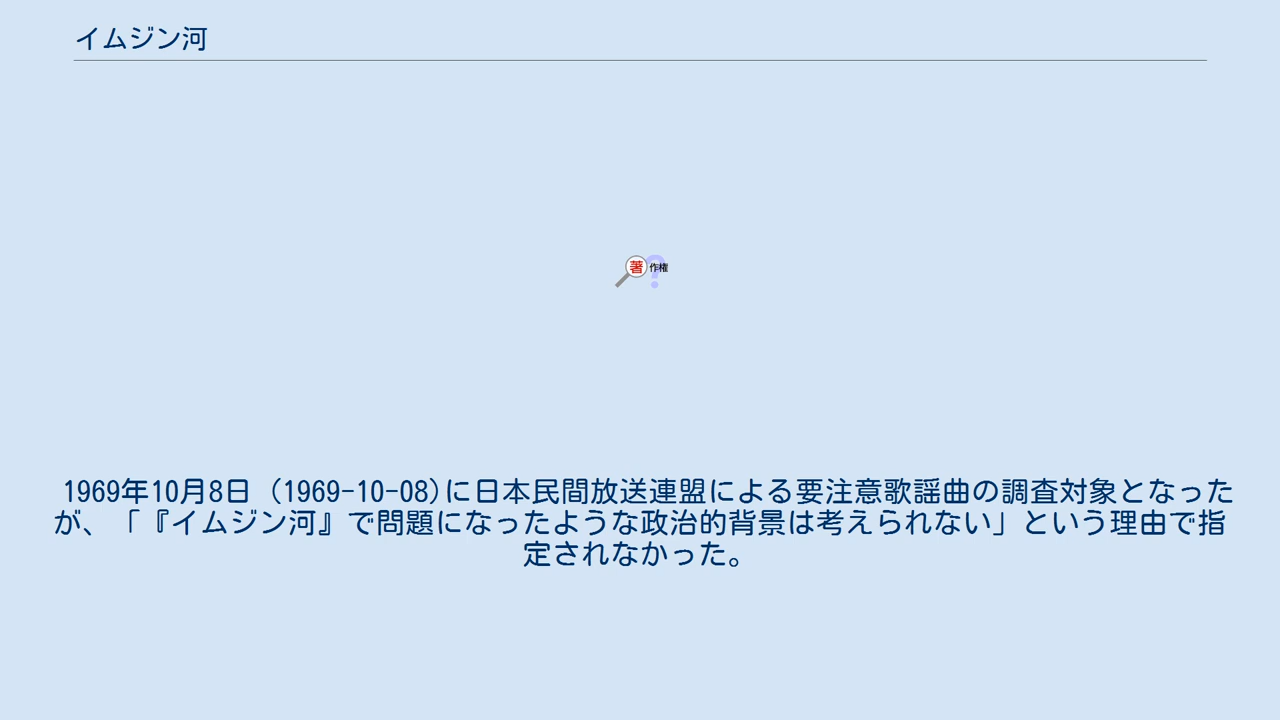 イムジン河
著作権
1969年10月8日 (1969-10-08)に日本民間放送連盟による要注意歌謡曲の調査対象となった
が、「『イムジン河』で問題になったような政治的背景は考えられない」という理由で指
定されなかった。